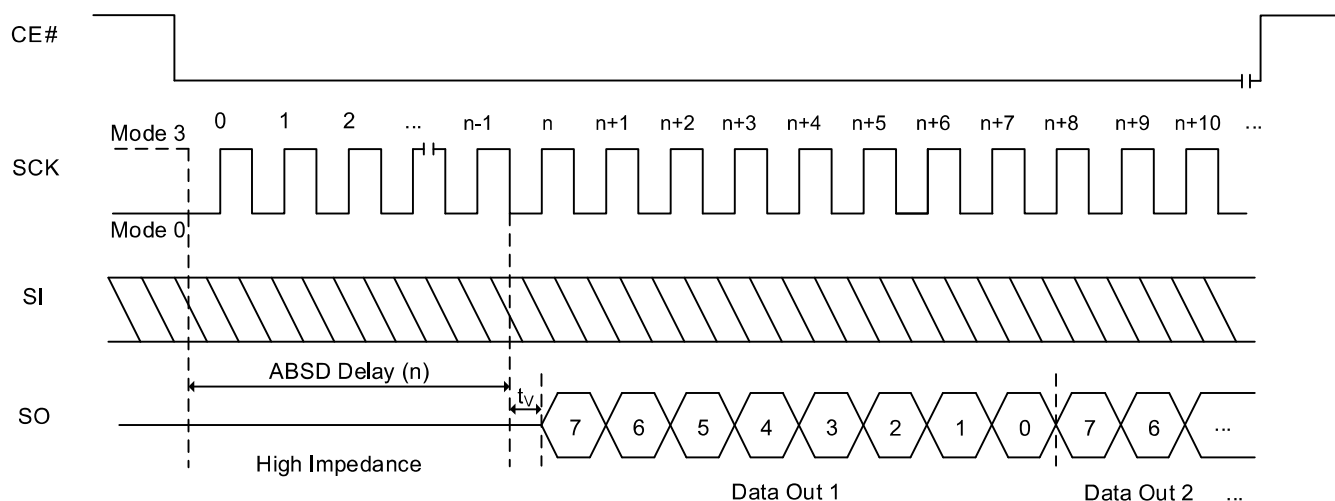 CE#
0 1 2 ... n-1 n n+1 n+2 n+3 n+4 n+5 n+6 n+7 n+8 n+9 n+10 ...
Mode 3
SCK
Mode 0
SI
ABSD Delay (n)
tV
SO
7 6 5 4 3 2 1 0 7 6 ...
High Impedance
Data Out 1 Data Out 2 ...